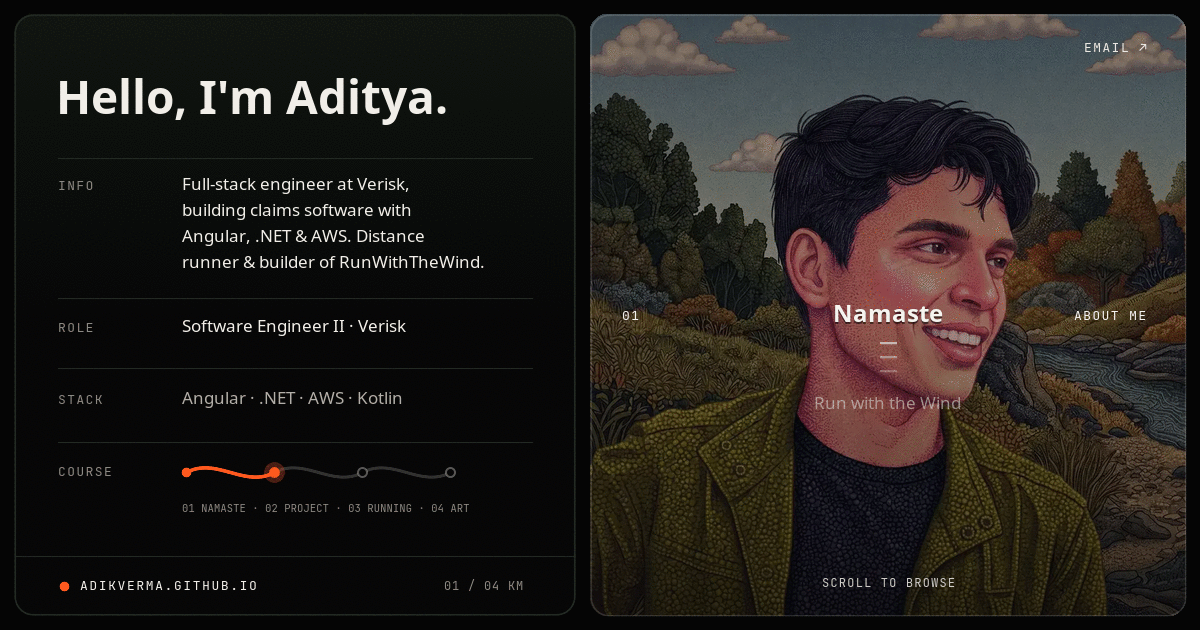 Hello, I'm Aditya.
INFO
Full-stack engineer at Verisk,
building claims software with
Angular, .NET & AWS. Distance
runner & builder of RunWithTheWind.
ROLE
Software Engineer II · Verisk
STACK
Angular · .NET · AWS · Kotlin
COURSE
01 NAMASTE · 02 PROJECT · 03 RUNNING · 04 ART
ADIKVERMA.GITHUB.IO
01 / 04 KM
EMAIL ↗
01
Namaste
ABOUT ME
Run with the Wind
SCROLL TO BROWSE